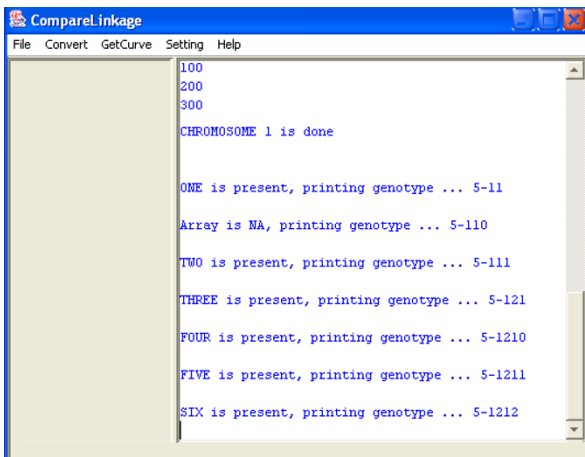 CompareLinkage
File Convert GetCurve Setting Help
100
200
300
CHROMOSOME 1 is done
ONE is present, printing genotype ... 5-11
Array is NA, printing genotype ... 5-110
TWO is present, printing genotype ... 5-111
THREE is present, printing genotype ... 5-121
FOUR is present, printing genotype ... 5-1210
FIVE is present, printing genotype ... 5-1211
SIX is present, printing genotype ... 5-1212